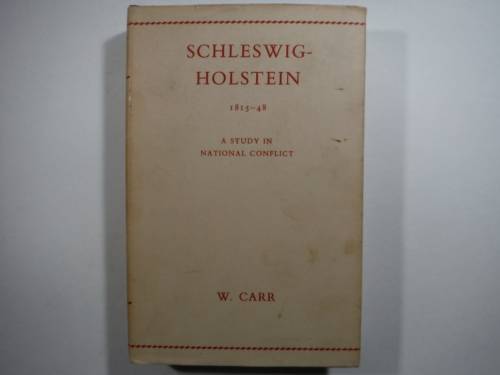 SCHLESWIG-
HOLSTEIN
1815–48
A STUDY IN
NATIONAL CONFLICT
W. CARR